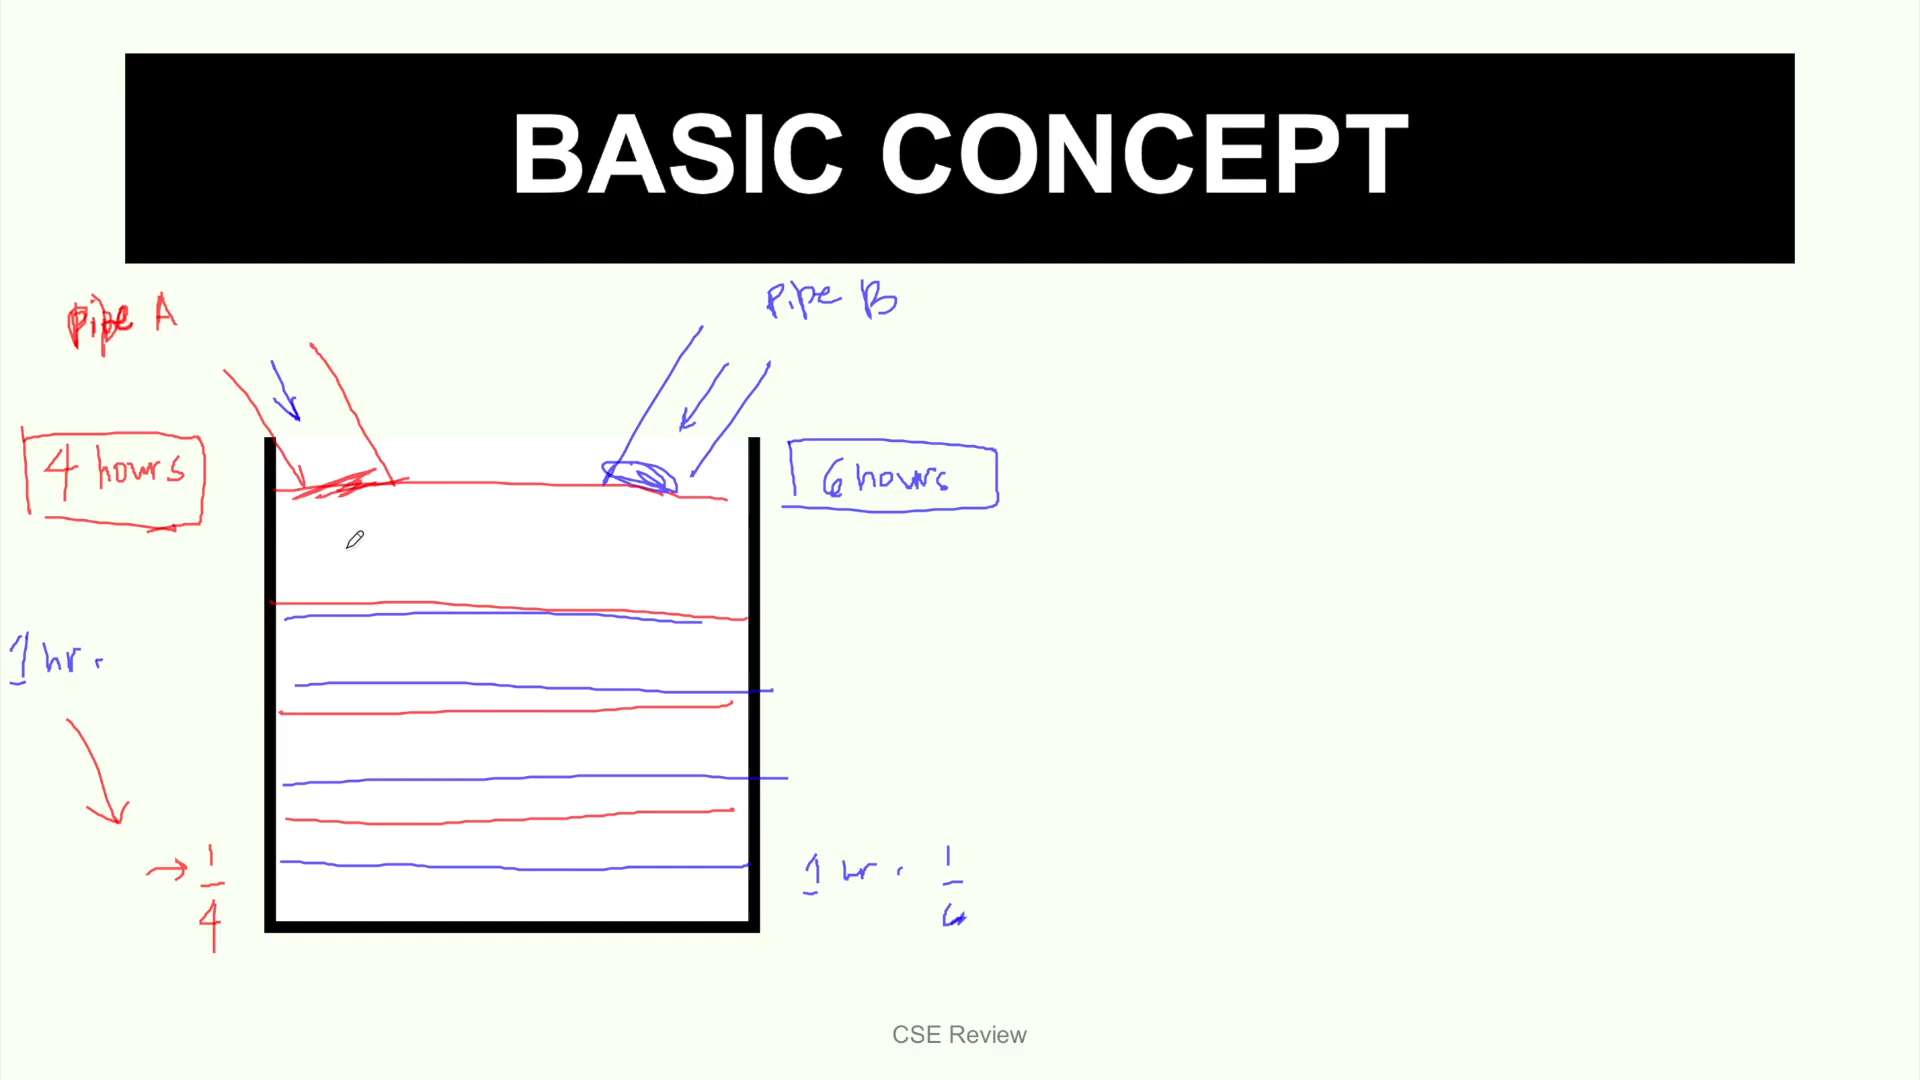 BASIC CONCEPT
Pipe A
Pipe B
4 hours
6 hours
1 hr.
→ 1/4
1 hr. 1/6
CSE Review